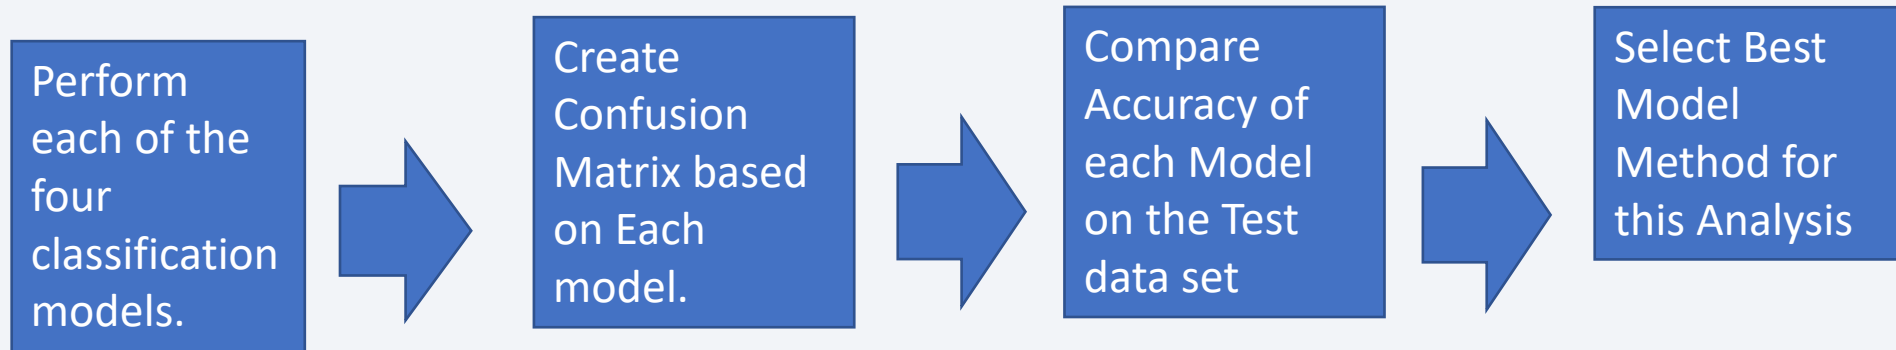 Perform
each of the
four
classification
models.
Create
Confusion
Matrix based
on Each
model.
Compare
Accuracy of
each Model
on the Test
data set
Select Best
Model
Method for
this Analysis